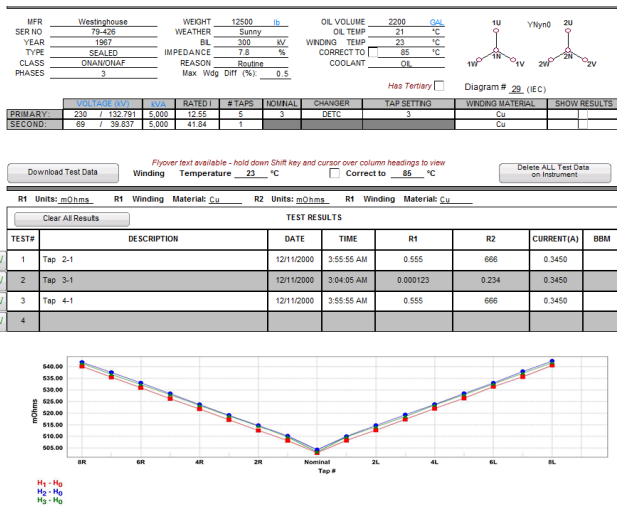 MFR Westinghouse WEIGHT 12500 lb OIL VOLUME 2200 GAL 1U YNyn0 2U
SER NO 79-426 WEATHER Sunny OIL TEMP 21 °C
YEAR 1967 BIL 300 kV WINDING TEMP 23 °C
TYPE SEALED IMPEDANCE 7.8 % CORRECT TO 85 °C
CLASS ONAN/ONAF REASON Routine COOLANT OIL 1N 2N
PHASES 3 Max Wdg Diff (%): 0.5 1W 1V 2W 2V
Has Tertiary Diagram # 29 (IEC)
VOLTAGE (kV) kVA RATED I # TAPS NOMINAL CHANGER TAP SETTING WINDING MATERIAL SHOW RESULTS
PRIMARY: 230 / 132.791 5,000 12.55 5 3 DETC 3 Cu
SECOND: 69 / 39.837 5,000 41.84 1 Cu
Flyover text available - hold down Shift key and cursor over column headings to view
Download Test Data Winding Temperature 23 °C Correct to 85 °C Delete ALL Test Data on Instrument
R1 Units: mOhms R1 Winding Material: Cu R2 Units: mOhms R1 Winding Material: Cu
Clear All Results TEST RESULTS
TEST# DESCRIPTION DATE TIME R1 R2 CURRENT(A) BBM
1 Tap 2-1 12/11/2000 3:55:55 AM 0.555 666 0.3450
2 Tap 3-1 12/11/2000 3:04:05 AM 0.000123 0.234 0.3450
3 Tap 4-1 12/11/2000 3:55:55 AM 0.555 666 0.3450
4
mOhms
540.00
535.00
530.00
525.00
520.00
515.00
510.00
505.00
8R 6R 4R 2R Nominal 2L 4L 6L 8L
Tap #
H1 - H0
H2 - H0
H3 - H0